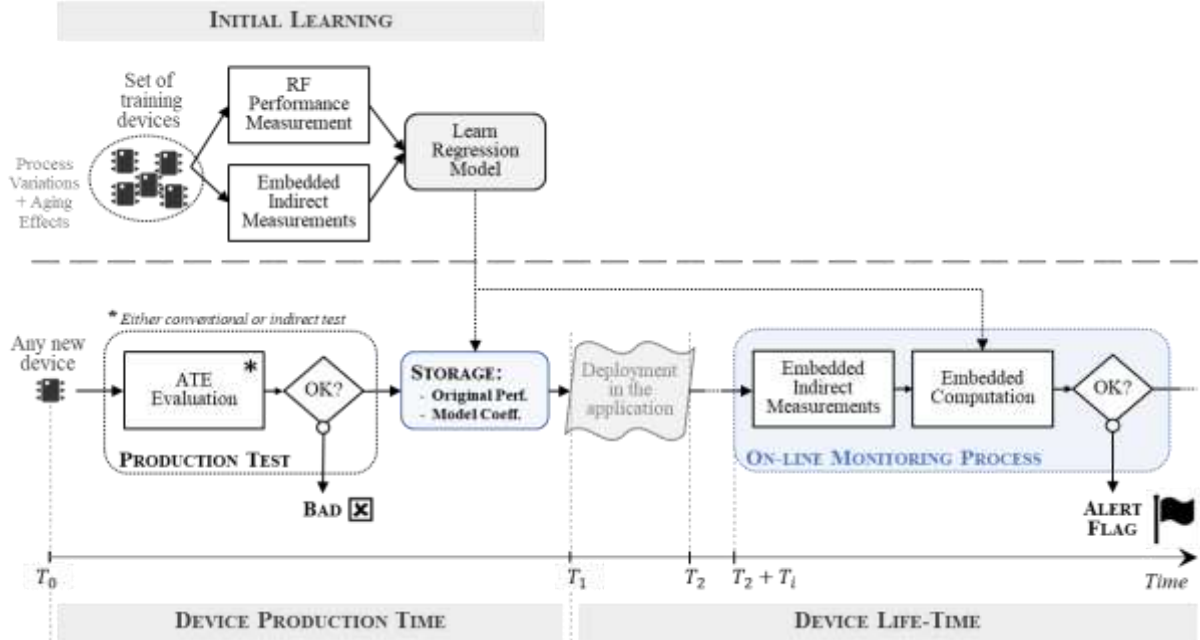 INITIAL LEARNING
Set of
training
devices
Process
Variations
+ Aging
Effects
RF
Performance
Measurement
Embedded
Indirect
Measurements
Learn
Regression
Model
* Either conventional or indirect test
Any new
device
ATE
Evaluation
*
OK?
PRODUCTION TEST
BAD
STORAGE:
- Original Perf.
- Model Coeff.
Deployment
in the
application
Embedded
Indirect
Measurements
Embedded
Computation
OK?
ON-LINE MONITORING PROCESS
ALERT
FLAG
T₀
T₁
T₂
T₂ + Tᵢ
Time
DEVICE PRODUCTION TIME
DEVICE LIFE-TIME